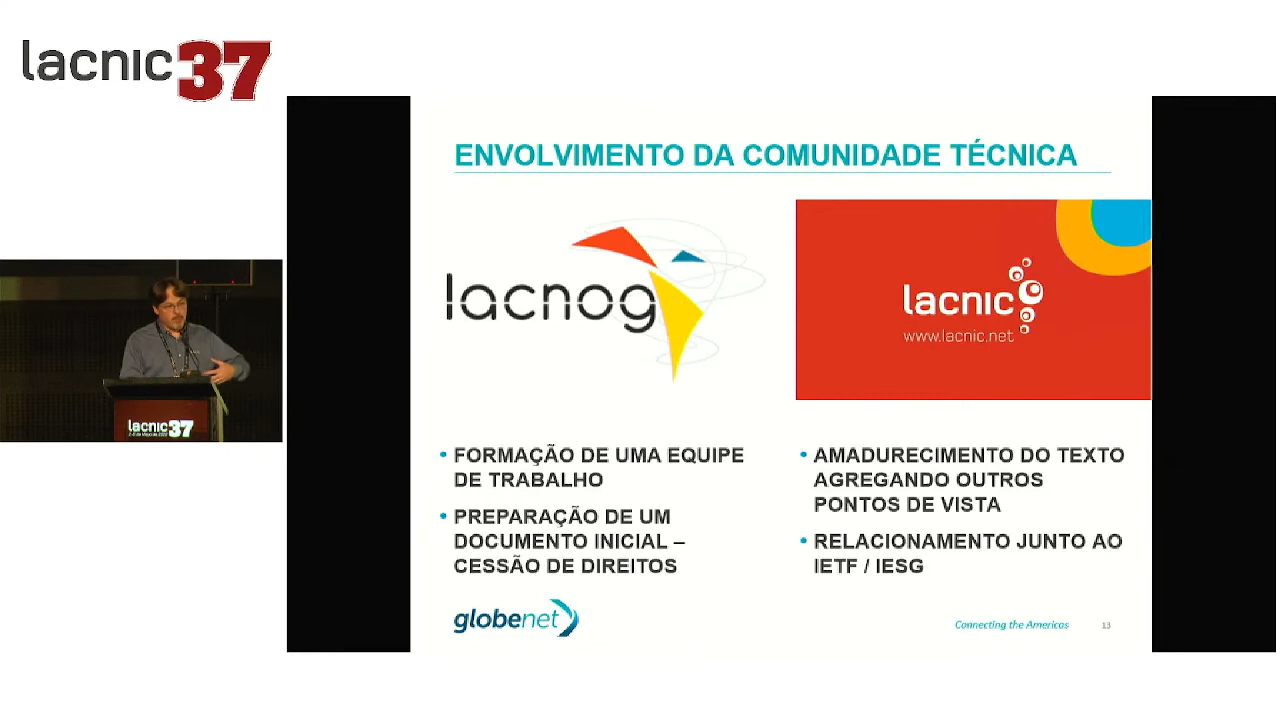 lacnic37
ENVOLVIMENTO DA COMUNIDADE TÉCNICA
lacnog
lacnic
www.lacnic.net
• FORMAÇÃO DE UMA EQUIPE
DE TRABALHO
• PREPARAÇÃO DE UM
DOCUMENTO INICIAL –
CESSÃO DE DIREITOS
• AMADURECIMENTO DO TEXTO
AGREGANDO OUTROS
PONTOS DE VISTA
• RELACIONAMENTO JUNTO AO
IETF / IESG
globenet
Connecting the Americas
13
lacnic37